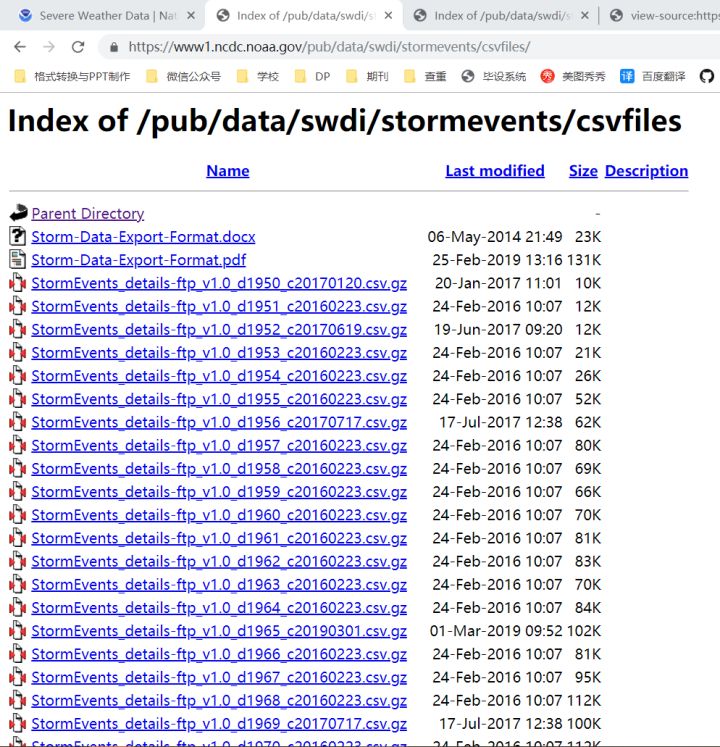 Severe Weather Data | Nat
Index of /pub/data/swdi/st
Index of /pub/data/swdi/s
view-source:https
https://www1.ncdc.noaa.gov/pub/data/swdi/stormevents/csvfiles/
格式转换与PPT制作 微信公众号 学校 DP 期刊 查重 毕设系统 美图秀秀 译 百度翻译
Index of /pub/data/swdi/stormevents/csvfiles
Name Last modified Size Description
Parent Directory -
Storm-Data-Export-Format.docx 06-May-2014 21:49 23K
Storm-Data-Export-Format.pdf 25-Feb-2019 13:16 131K
StormEvents_details-ftp_v1.0_d1950_c20170120.csv.gz 20-Jan-2017 11:01 10K
StormEvents_details-ftp_v1.0_d1951_c20160223.csv.gz 24-Feb-2016 10:07 12K
StormEvents_details-ftp_v1.0_d1952_c20170619.csv.gz 19-Jun-2017 09:20 12K
StormEvents_details-ftp_v1.0_d1953_c20160223.csv.gz 24-Feb-2016 10:07 21K
StormEvents_details-ftp_v1.0_d1954_c20160223.csv.gz 24-Feb-2016 10:07 26K
StormEvents_details-ftp_v1.0_d1955_c20160223.csv.gz 24-Feb-2016 10:07 52K
StormEvents_details-ftp_v1.0_d1956_c20170717.csv.gz 17-Jul-2017 12:38 62K
StormEvents_details-ftp_v1.0_d1957_c20160223.csv.gz 24-Feb-2016 10:07 80K
StormEvents_details-ftp_v1.0_d1958_c20160223.csv.gz 24-Feb-2016 10:07 69K
StormEvents_details-ftp_v1.0_d1959_c20160223.csv.gz 24-Feb-2016 10:07 66K
StormEvents_details-ftp_v1.0_d1960_c20160223.csv.gz 24-Feb-2016 10:07 70K
StormEvents_details-ftp_v1.0_d1961_c20160223.csv.gz 24-Feb-2016 10:07 81K
StormEvents_details-ftp_v1.0_d1962_c20160223.csv.gz 24-Feb-2016 10:07 83K
StormEvents_details-ftp_v1.0_d1963_c20160223.csv.gz 24-Feb-2016 10:07 70K
StormEvents_details-ftp_v1.0_d1964_c20160223.csv.gz 24-Feb-2016 10:07 84K
StormEvents_details-ftp_v1.0_d1965_c20190301.csv.gz 01-Mar-2019 09:52 102K
StormEvents_details-ftp_v1.0_d1966_c20160223.csv.gz 24-Feb-2016 10:07 81K
StormEvents_details-ftp_v1.0_d1967_c20160223.csv.gz 24-Feb-2016 10:07 95K
StormEvents_details-ftp_v1.0_d1968_c20160223.csv.gz 24-Feb-2016 10:07 112K
StormEvents_details-ftp_v1.0_d1969_c20170717.csv.gz 17-Jul-2017 12:38 100K
StormEvents_details-ftp_v1.0_d1970_c20160223.csv.gz 24-Feb-2016 10:07 112K